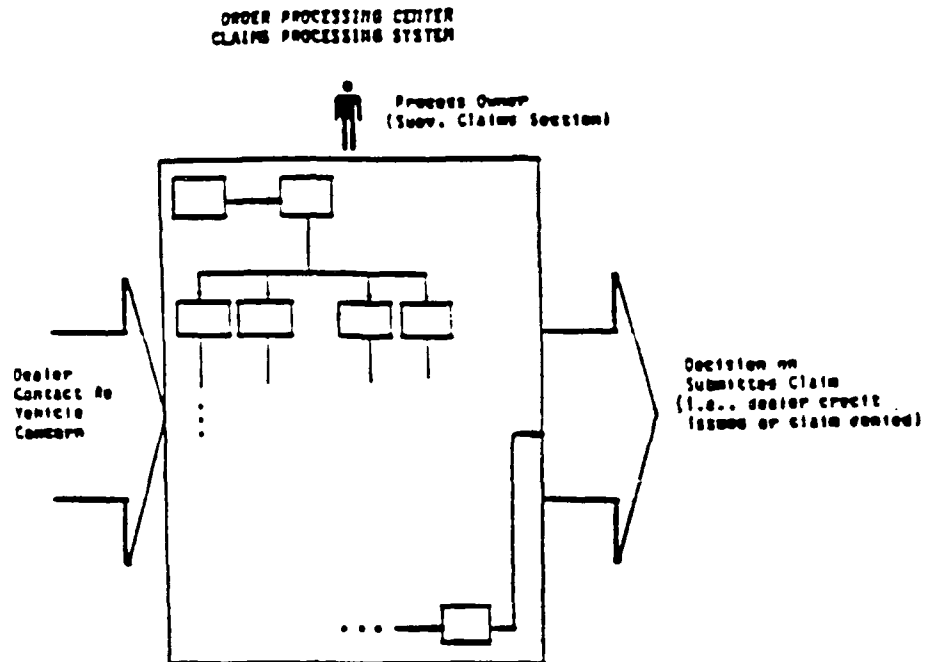 ORDER PROCESSING CENTER
CLAIMS PROCESSING SYSTEM
Process Owner
(Supv. Claims Section)
Dealer
Contact Re
Vehicle
Concern
Decision on
Submitted Claim
(i.e., dealer credit
issued or claim denied)